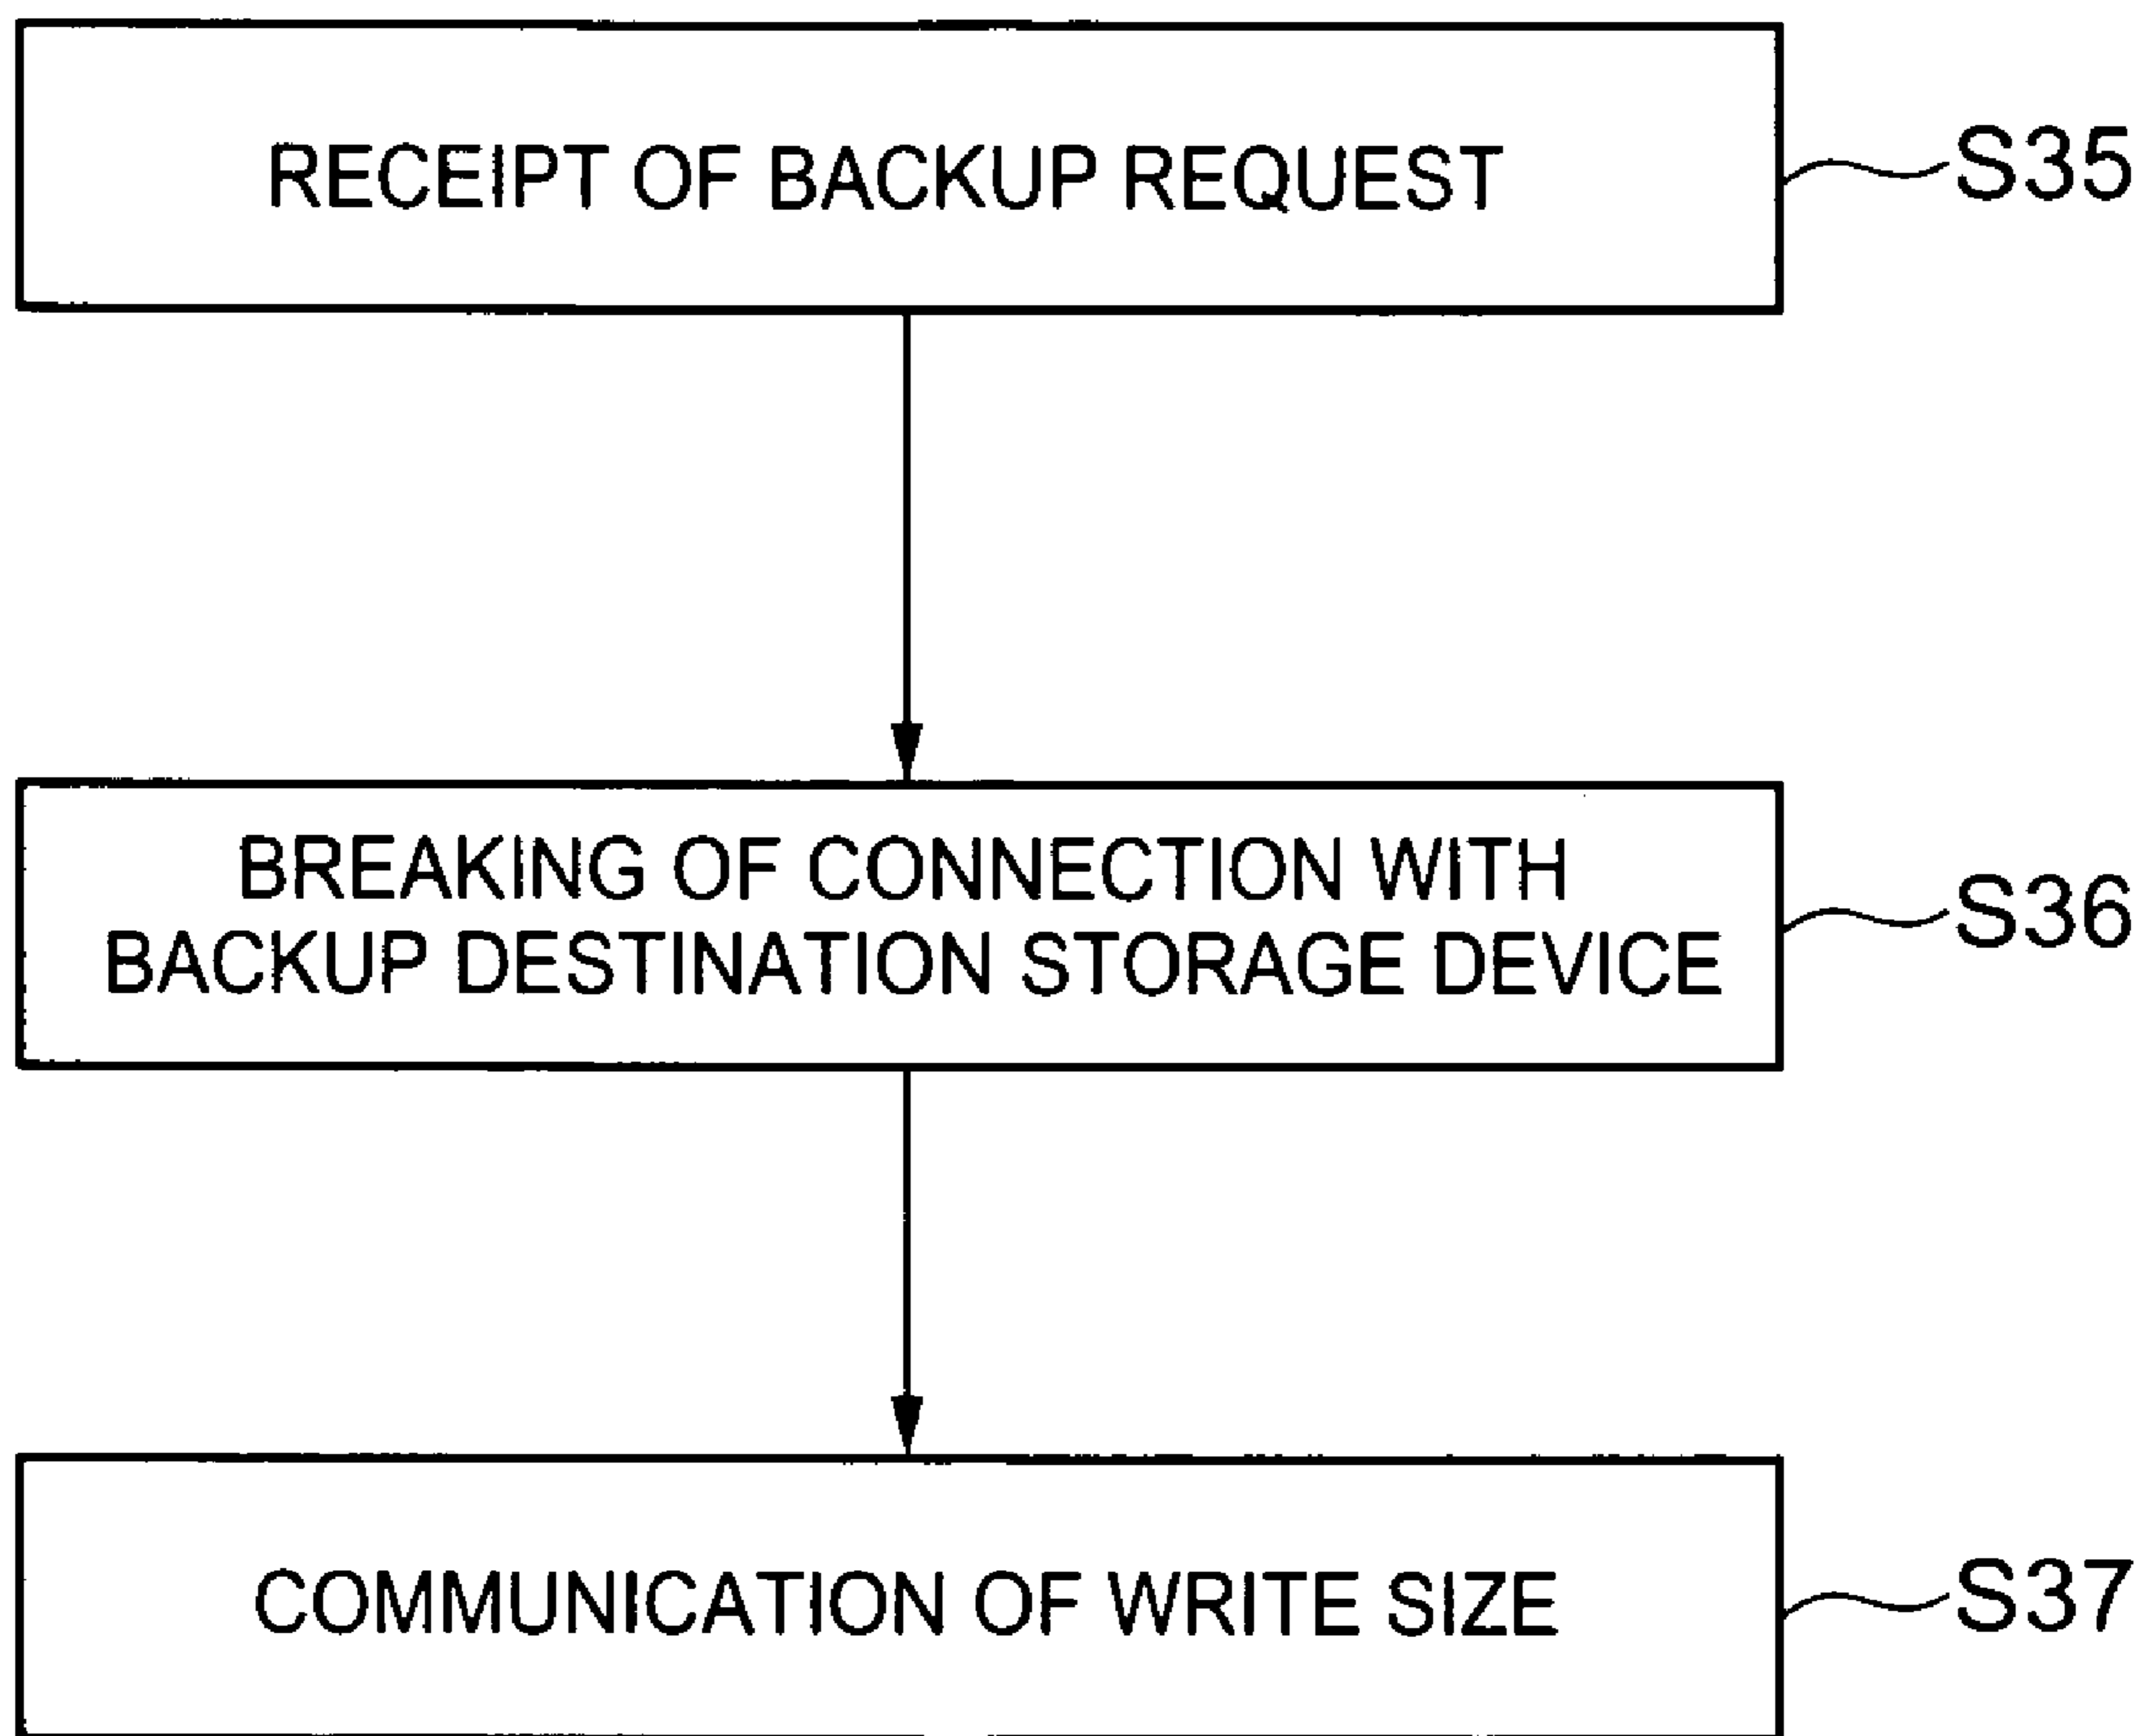 RECEIPT OF BACKUP REQUEST
S35
BREAKING OF CONNECTION WITH
BACKUP DESTINATION STORAGE DEVICE
S36
COMMUNICATION OF WRITE SIZE
S37